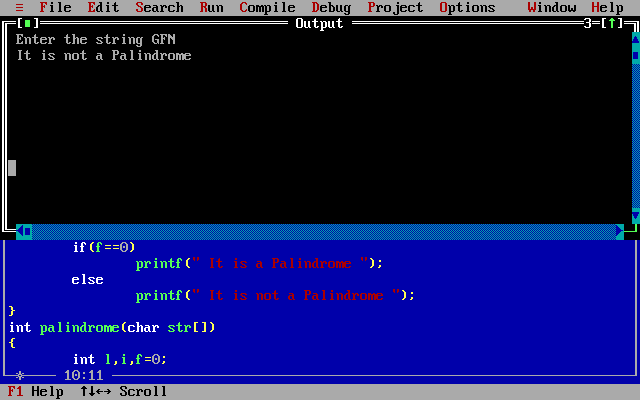 ≡ File Edit Search Run Compile Debug Project Options Window Help
[■] Output 3=[↑]
Enter the string GFN
It is not a Palindrome
if(f==0)
printf(" It is a Palindrome ");
else
printf(" It is not a Palindrome ");
}
int palindrome(char str[])
{
int l,i,f=0;
* 10:11
F1 Help ↑↓←→ Scroll